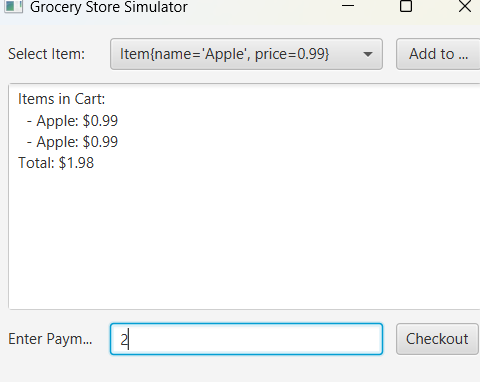 Grocery Store Simulator
Select Item: Item{name='Apple', price=0.99} Add to ...
Items in Cart:
- Apple: $0.99
- Apple: $0.99
Total: $1.98
Enter Paym... 2 Checkout